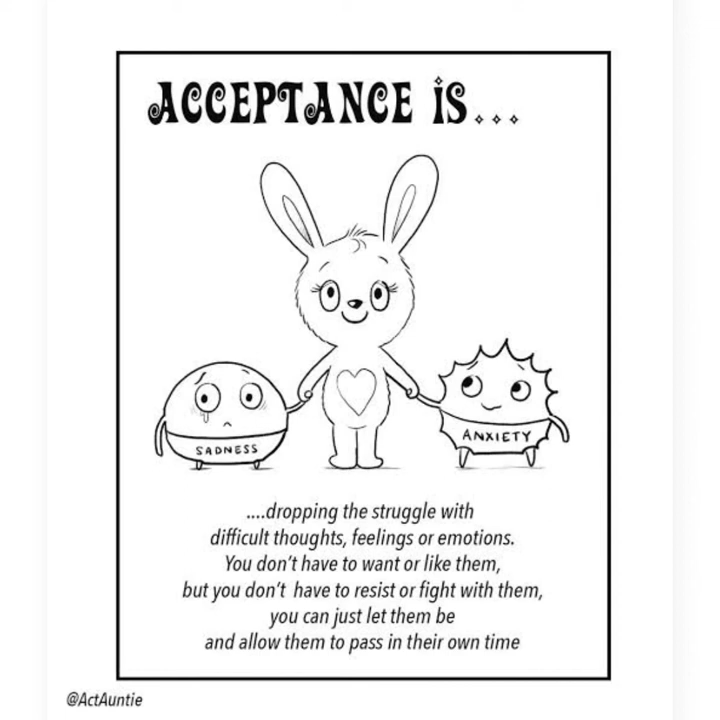 ACCEPTANCE iS...
SADNESS
ANXIETY
....dropping the struggle with
difficult thoughts, feelings or emotions.
You don't have to want or like them,
but you don't have to resist or fight with them,
you can just let them be
and allow them to pass in their own time
@ActAuntie